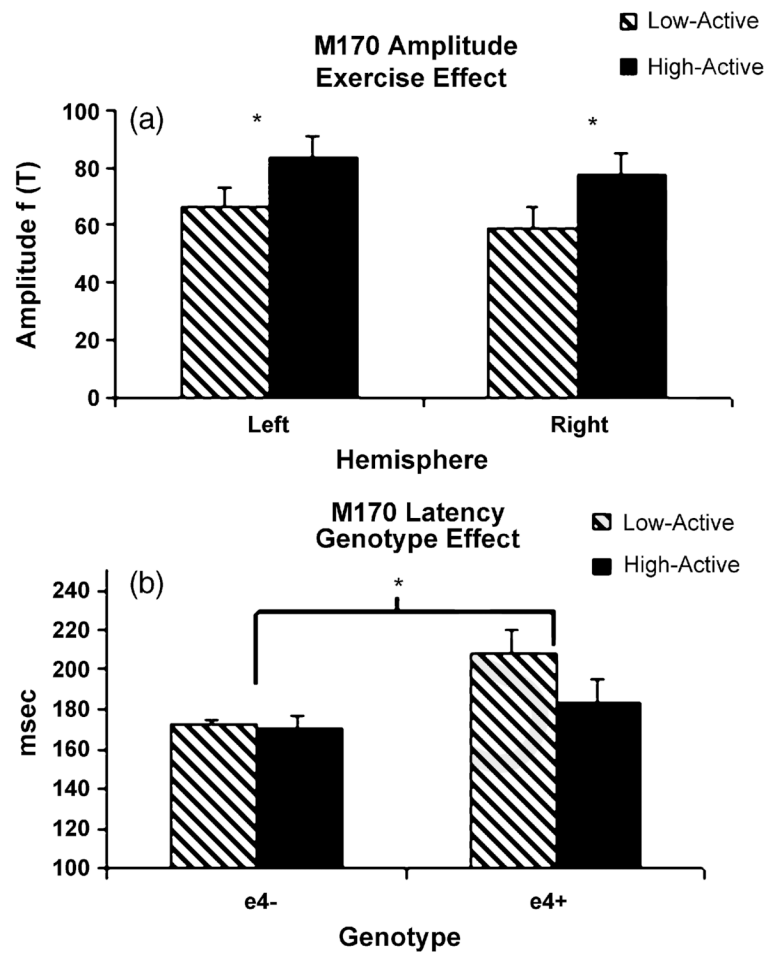 M170 Amplitude
Exercise Effect
Low-Active
High-Active
(a)
*
*
Amplitude f (T)
100
80
60
40
20
0
Left
Right
Hemisphere
M170 Latency
Genotype Effect
Low-Active
High-Active
(b)
*
msec
240
220
200
180
160
140
120
100
e4-
e4+
Genotype